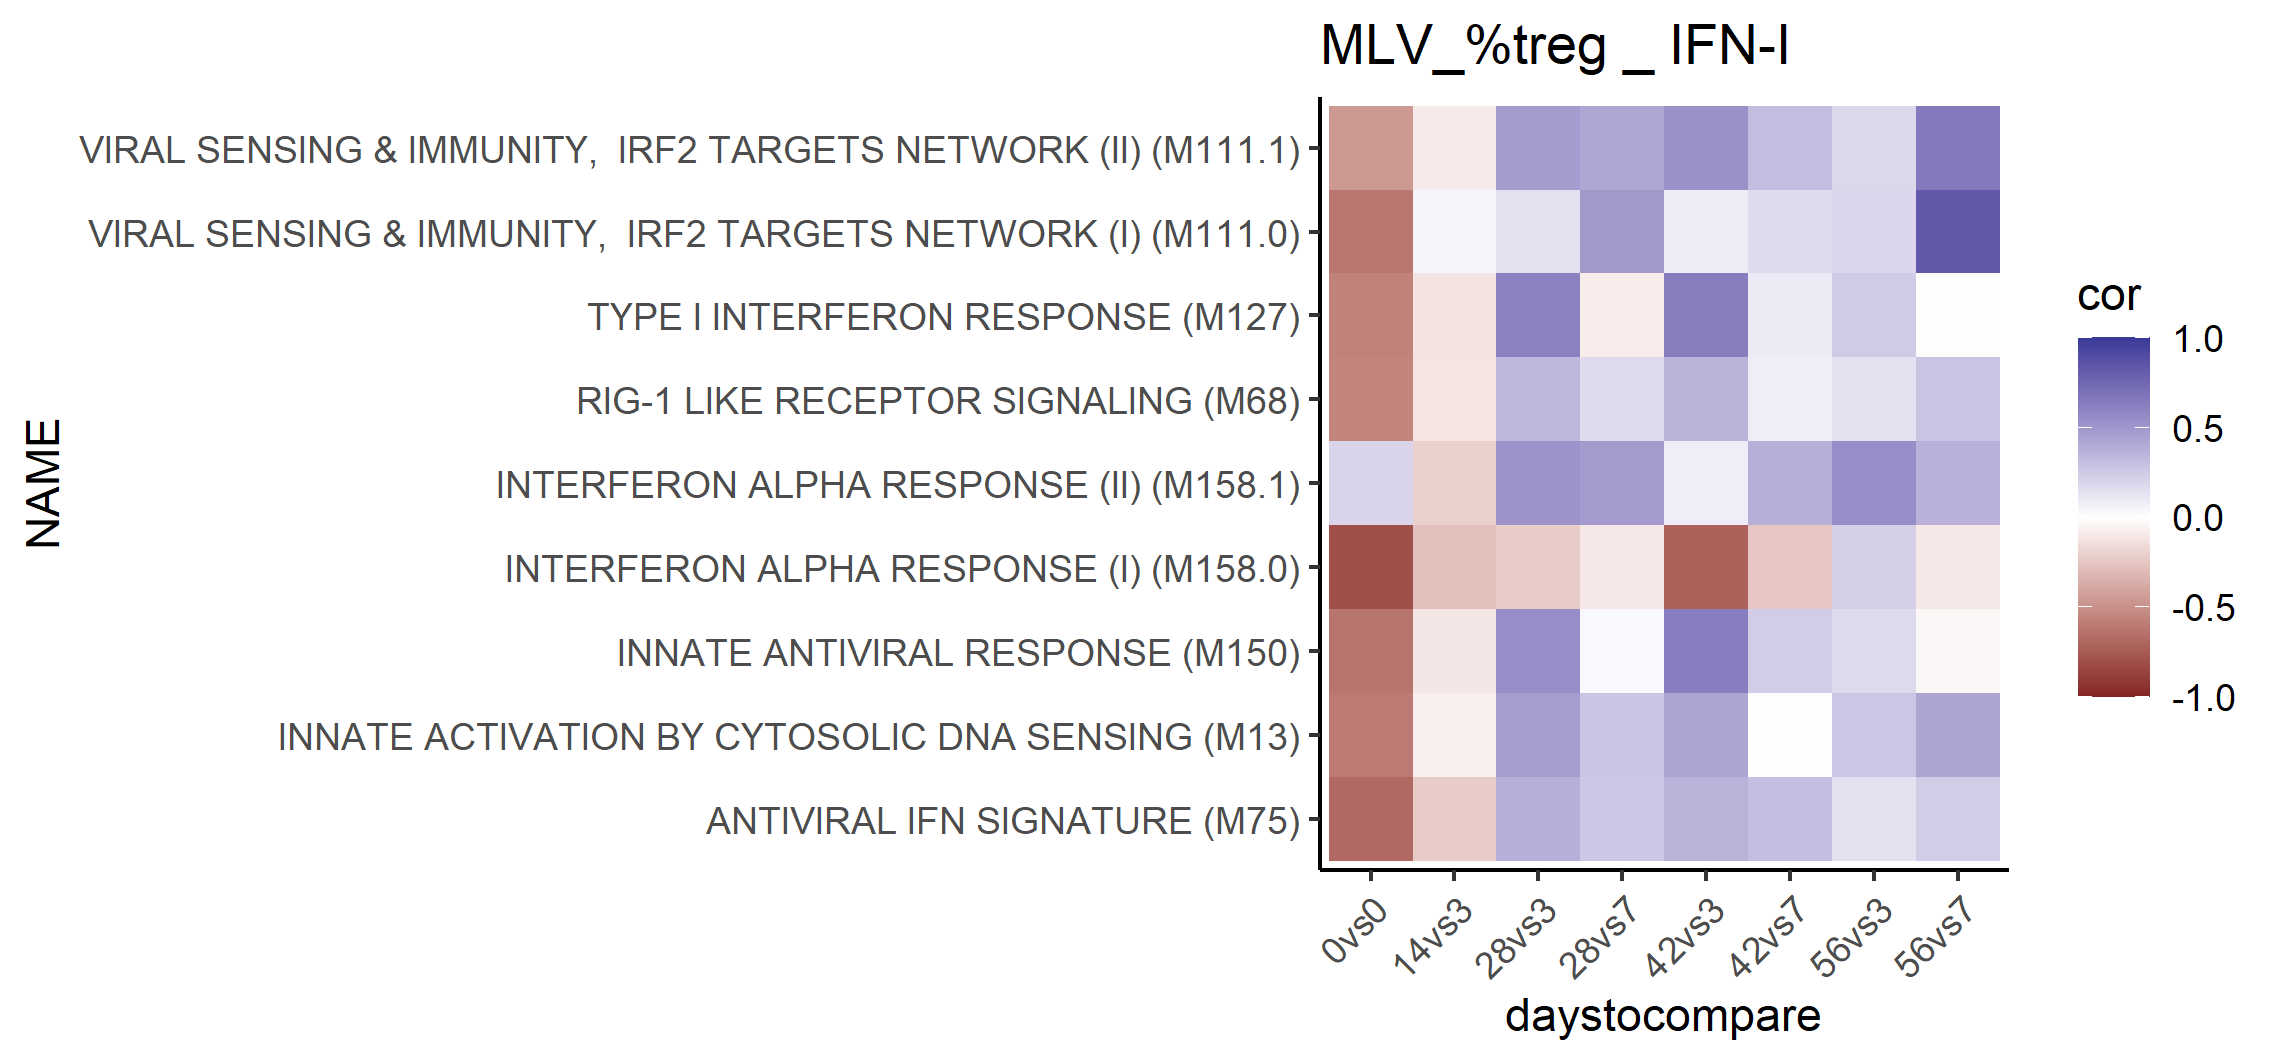 MLV_%treg _ IFN-I
VIRAL SENSING & IMMUNITY,  IRF2 TARGETS NETWORK (II) (M111.1)
VIRAL SENSING & IMMUNITY,  IRF2 TARGETS NETWORK (I) (M111.0)
TYPE I INTERFERON RESPONSE (M127)
RIG-1 LIKE RECEPTOR SIGNALING (M68)
INTERFERON ALPHA RESPONSE (II) (M158.1)
INTERFERON ALPHA RESPONSE (I) (M158.0)
INNATE ANTIVIRAL RESPONSE (M150)
INNATE ACTIVATION BY CYTOSOLIC DNA SENSING (M13)
ANTIVIRAL IFN SIGNATURE (M75)
NAME
0vs0
14vs3
28vs3
28vs7
42vs3
42vs7
56vs3
56vs7
daystocompare
cor
1.0
0.5
0.0
-0.5
-1.0